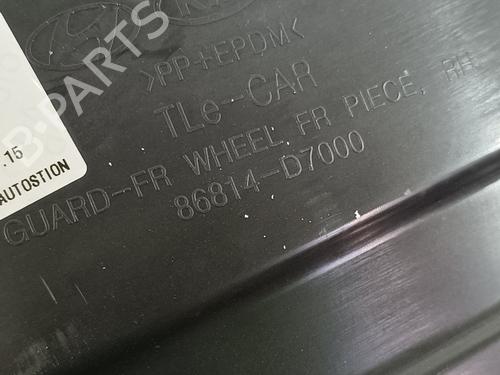 >PP+EPDM<
TLe-CAR
GUARD-FR WHEEL, FR PIECE, RH
86814-D7000
.15
AUTOSTION
B-PARTS